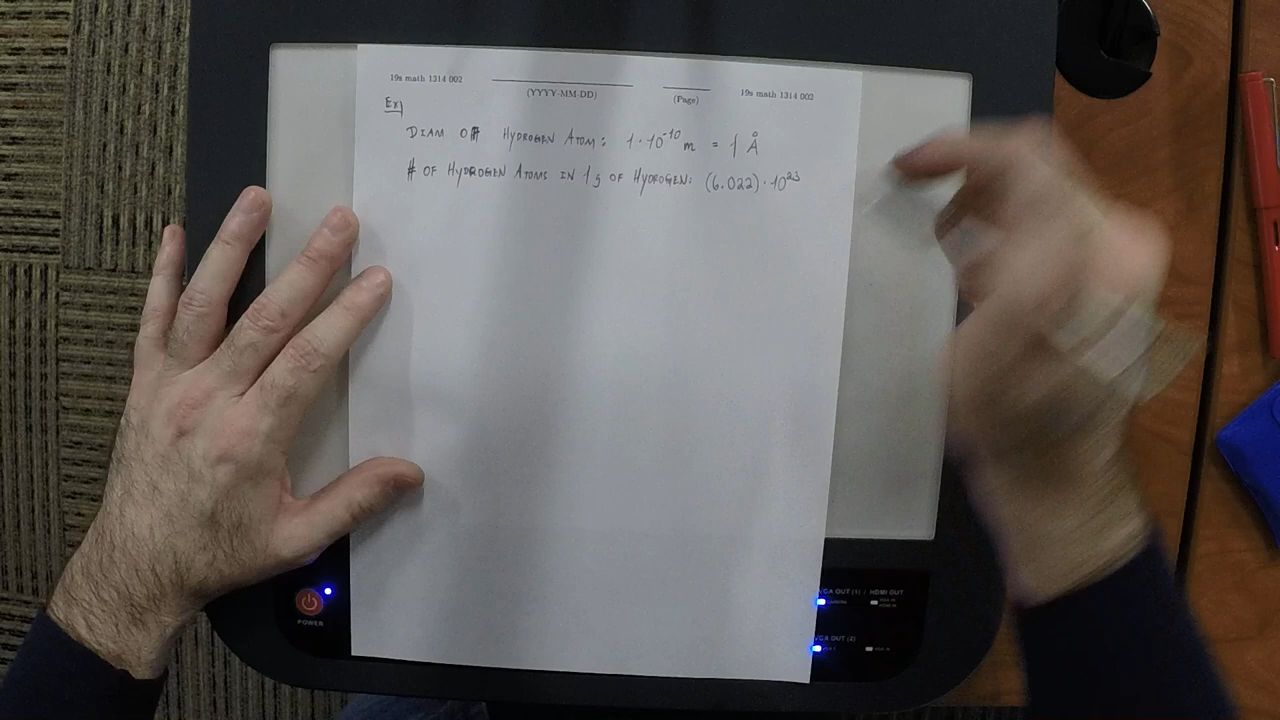 19s math 1314 002 (YYYY-MM-DD) (Page) 19s math 1314 002
Ex)
DIAM OF HYDROGEN ATOM: 1·10⁻¹⁰ m = 1 Å
# OF HYDROGEN ATOMS IN 1g OF HYDROGEN: (6.022)·10²³
POWER
VGA OUT (1) / HDMI OUT
CAMERA
VGA OUT (2)